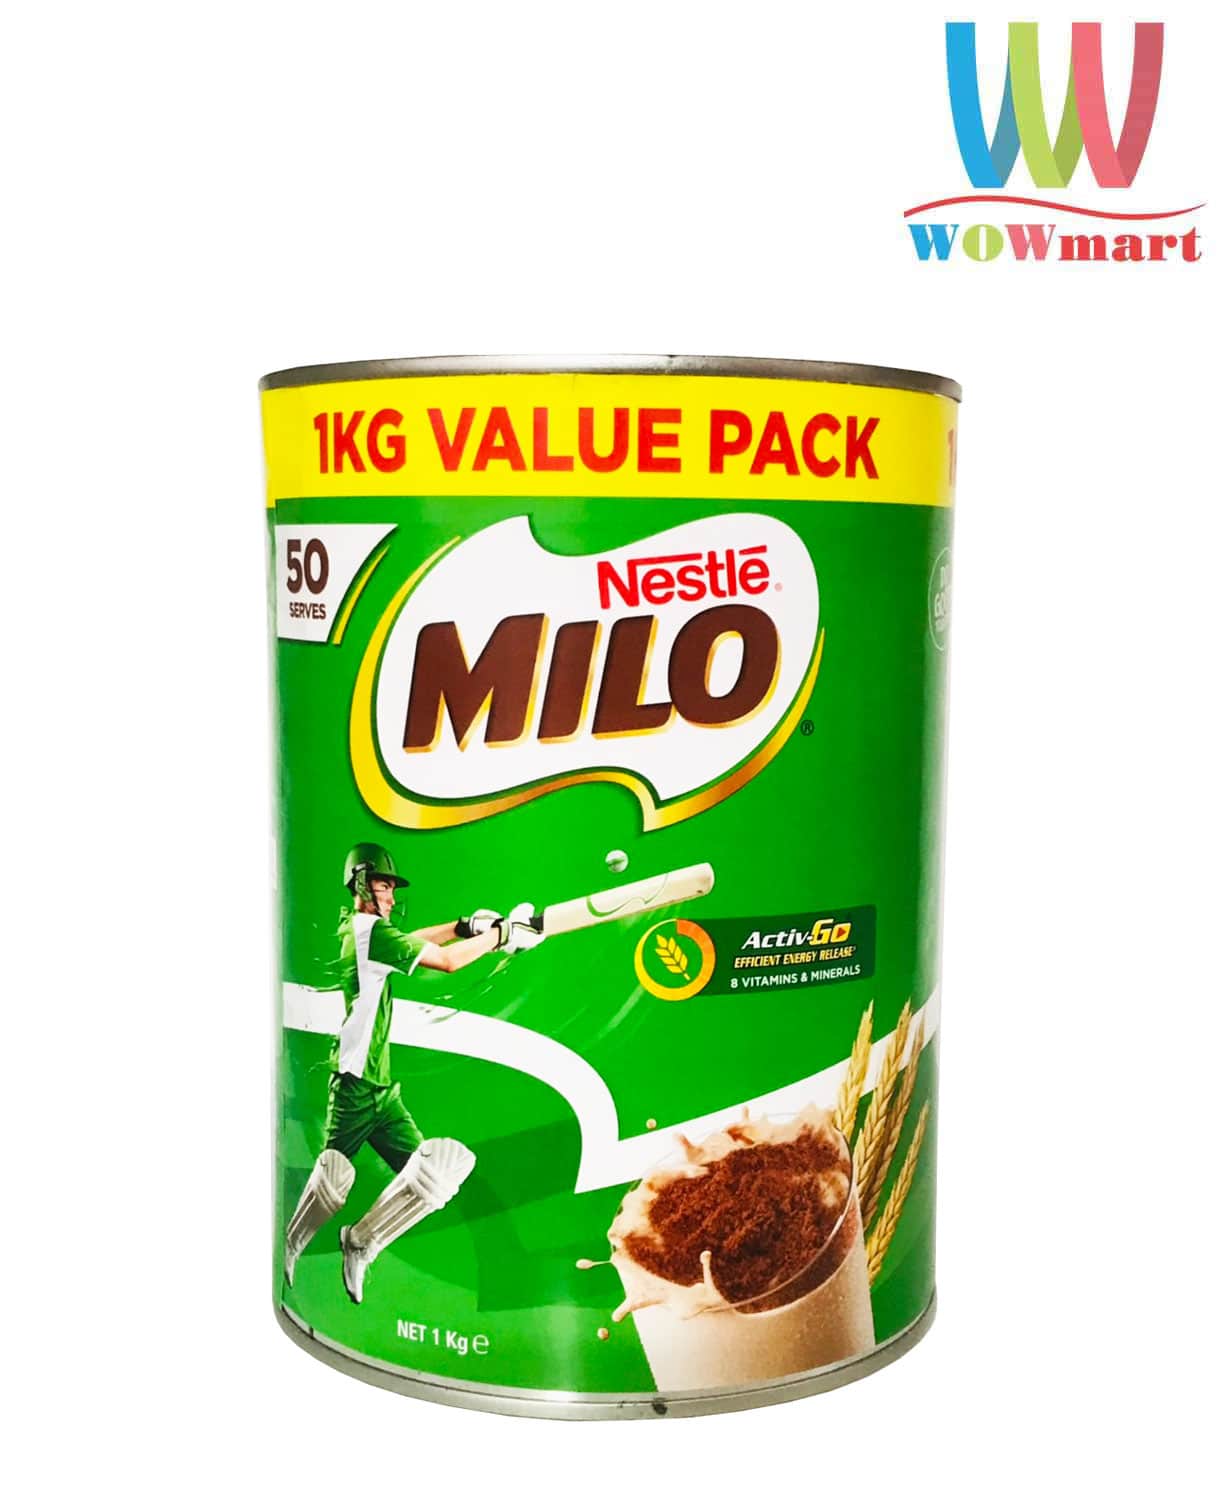 WOWmart
1KG VALUE PACK
50
SERVES
Nestlé®
MILO®
Activ-Go
EFFICIENT ENERGY RELEASE*
8 VITAMINS & MINERALS
NET 1 Kg ℮